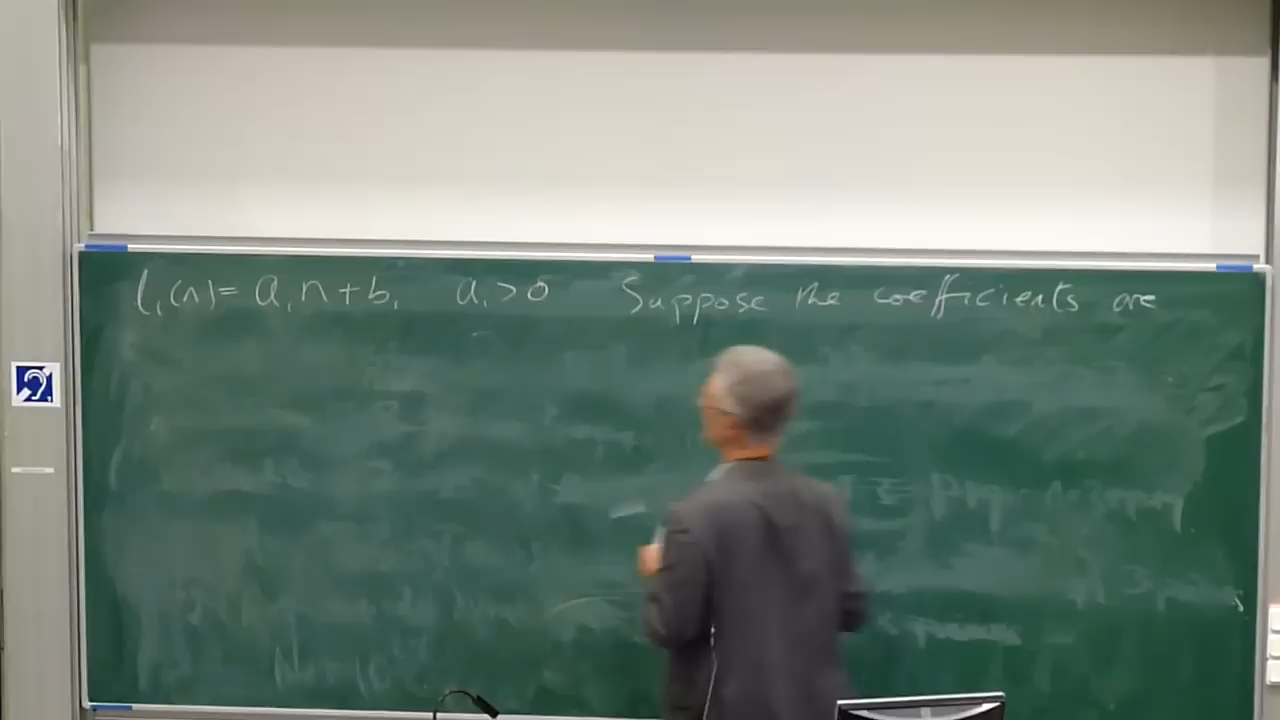 l₁(n) = a₁n + b₁ a₁ > 0 Suppose the coefficients are